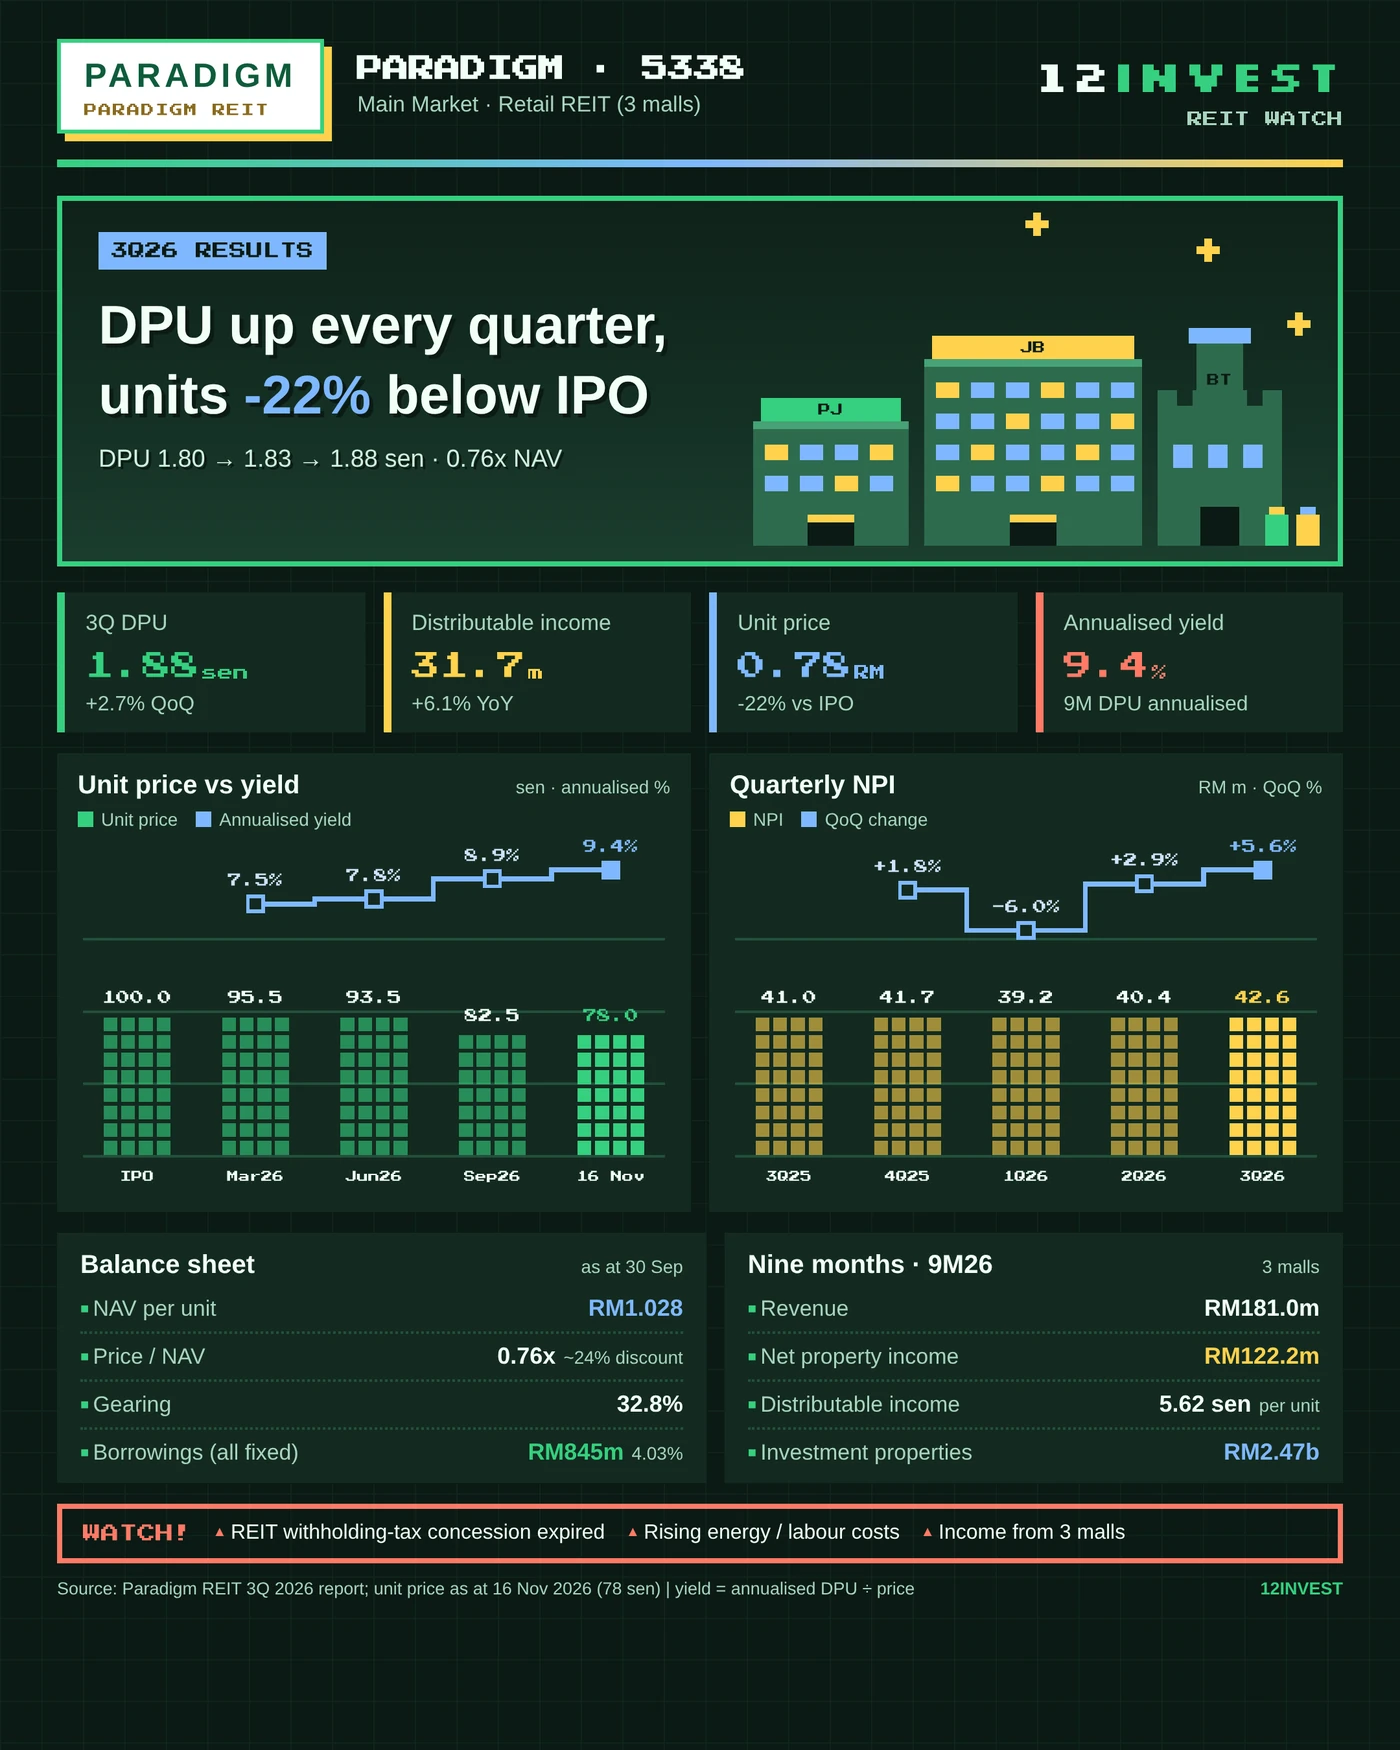 PARADIGM
PARADIGM REIT
PARADIGM · 5338
Main Market · Retail REIT (3 malls)
12INVEST
REIT WATCH
3Q26 RESULTS
DPU up every quarter,
units -22% below IPO
DPU 1.80 → 1.83 → 1.88 sen · 0.76x NAV
PJ
JB
BT
3Q DPU
1.88sen
+2.7% QoQ
Distributable income
31.7m
+6.1% YoY
Unit price
0.78RM
-22% vs IPO
Annualised yield
9.4%
9M DPU annualised
Unit price vs yield
sen · annualised %
Unit price
Annualised yield
7.5%
7.8%
8.9%
9.4%
100.0
95.5
93.5
82.5
78.0
IPO
Mar26
Jun26
Sep26
16 Nov
Quarterly NPI
RM m · QoQ %
NPI
QoQ change
+1.8%
-6.0%
+2.9%
+5.6%
41.0
41.7
39.2
40.4
42.6
3Q25
4Q25
1Q26
2Q26
3Q26
Balance sheet
as at 30 Sep
NAV per unit
RM1.028
Price / NAV
0.76x ~24% discount
Gearing
32.8%
Borrowings (all fixed)
RM845m 4.03%
Nine months · 9M26
3 malls
Revenue
RM181.0m
Net property income
RM122.2m
Distributable income
5.62 sen per unit
Investment properties
RM2.47b
WATCH!
▲ REIT withholding-tax concession expired
▲ Rising energy / labour costs
▲ Income from 3 malls
Source: Paradigm REIT 3Q 2026 report; unit price as at 16 Nov 2026 (78 sen) | yield = annualised DPU ÷ price
12INVEST